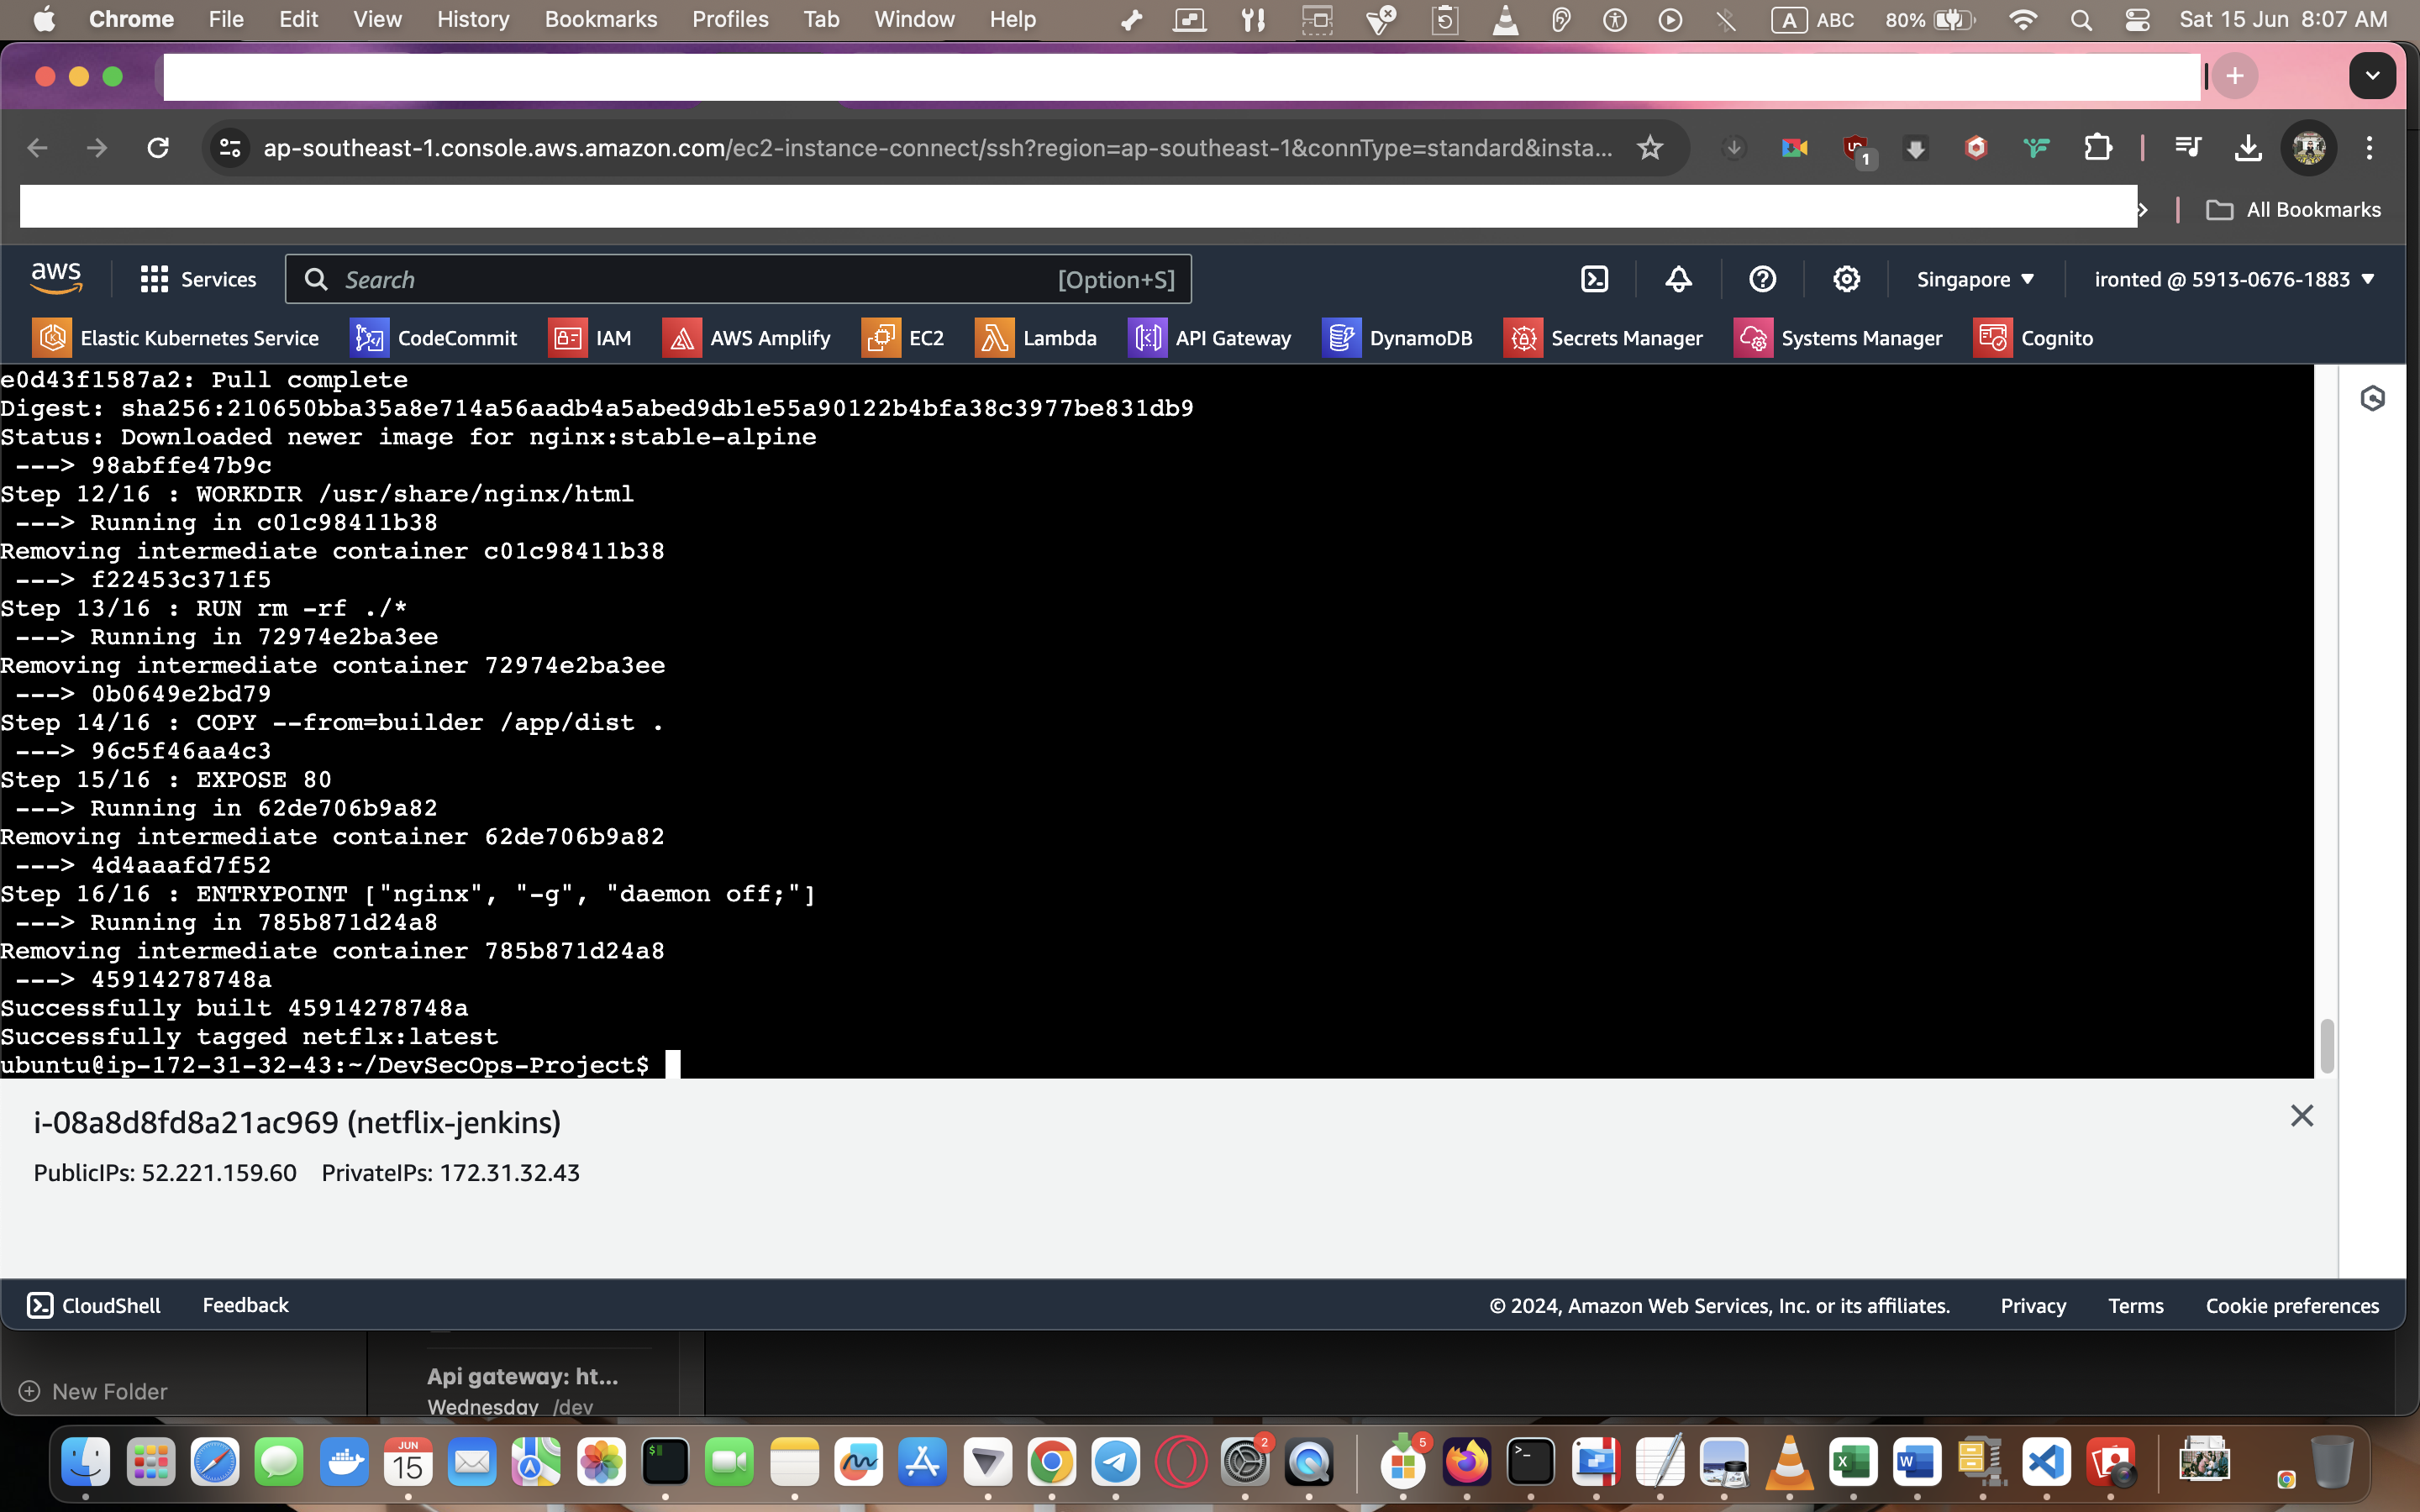 Chrome File Edit View History Bookmarks Profiles Tab Window Help A ABC 80% Sat 15 Jun 8:07 AM
ap-southeast-1.console.aws.amazon.com/ec2-instance-connect/ssh?region=ap-southeast-1&connType=standard&insta... 1
All Bookmarks
aws Services Search [Option+S] Singapore ironted @ 5913-0676-1883
Elastic Kubernetes Service CodeCommit IAM AWS Amplify EC2 Lambda API Gateway DynamoDB Secrets Manager Systems Manager Cognito
e0d43f1587a2: Pull complete
Digest: sha256:210650bba35a8e714a56aadb4a5abed9db1e55a90122b4bfa38c3977be831db9
Status: Downloaded newer image for nginx:stable-alpine
---> 98abffe47b9c
Step 12/16 : WORKDIR /usr/share/nginx/html
---> Running in c01c98411b38
Removing intermediate container c01c98411b38
---> f22453c371f5
Step 13/16 : RUN rm -rf ./*
---> Running in 72974e2ba3ee
Removing intermediate container 72974e2ba3ee
---> 0b0649e2bd79
Step 14/16 : COPY --from=builder /app/dist .
---> 96c5f46aa4c3
Step 15/16 : EXPOSE 80
---> Running in 62de706b9a82
Removing intermediate container 62de706b9a82
---> 4d4aaafd7f52
Step 16/16 : ENTRYPOINT ["nginx", "-g", "daemon off;"]
---> Running in 785b871d24a8
Removing intermediate container 785b871d24a8
---> 45914278748a
Successfully built 45914278748a
Successfully tagged netflx:latest
ubuntu@ip-172-31-32-43:~/DevSecOps-Project$
i-08a8d8fd8a21ac969 (netflix-jenkins)
PublicIPs: 52.221.159.60 PrivateIPs: 172.31.32.43
CloudShell Feedback © 2024, Amazon Web Services, Inc. or its affiliates. Privacy Terms Cookie preferences
Api gateway: ht...
New Folder
Wednesday /dev
JUN
15
2
5